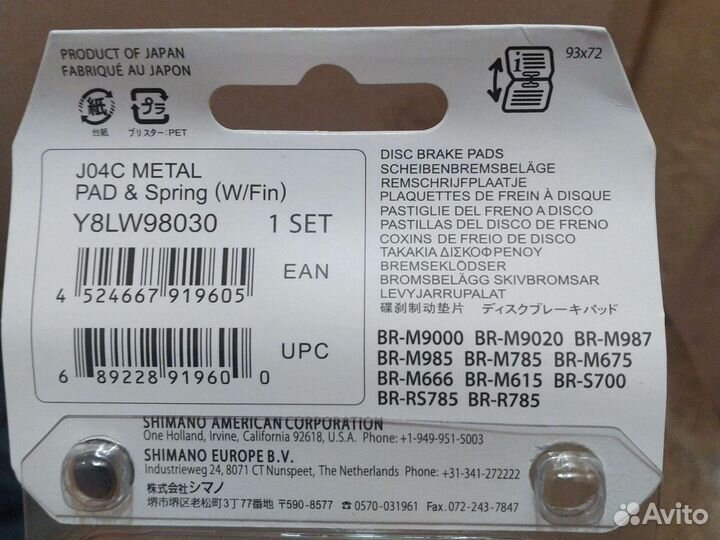 PRODUCT OF JAPAN
FABRIQUÉ AU JAPON
93x72
紙
台紙
プラ
ブリスター:PET
J04C METAL
PAD & Spring (W/Fin)
Y8LW98030 1 SET
EAN
4 524667 919605
UPC
6 89228 91960 0
DISC BRAKE PADS
SCHEIBENBREMSBELÄGE
REMSCHRIJFPLAATJE
PLAQUETTES DE FREIN À DISQUE
PASTIGLIE DEL FRENO A DISCO
PASTILLAS DEL DISCO DE FRENO
COXINS DE FREIO DE DISCO
ΤΑΚΑΚΙΑ ΔΙΣΚΟΦΡΕΝΟΥ
BREMSEKLÖDSER
BROMSBELÄGG SKIVBROMSAR
LEVYJARRUPALAT
碟刹制动垫片 ディスクブレーキパッド
BR-M9000 BR-M9020 BR-M987
BR-M985 BR-M785 BR-M675
BR-M666 BR-M615 BR-S700
BR-RS785 BR-R785
SHIMANO AMERICAN CORPORATION
One Holland, Irvine, California 92618, U.S.A. Phone: +1-949-951-5003
SHIMANO EUROPE B.V.
Industrieweg 24, 8071 CT Nunspeet, The Netherlands Phone: +31-341-272222
株式会社シマノ
堺市堺区老松町3丁77番地 〒590-8577 ☎0570-031961 Fax.072-243-7847
Avito